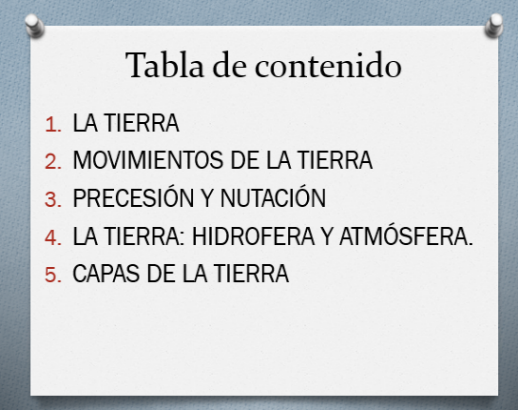 Tabla de contenido
1. LA TIERRA
2. MOVIMIENTOS DE LA TIERRA
3. PRECESIÓN Y NUTACIÓN
4. LA TIERRA: HIDROFERA Y ATMÓSFERA.
5. CAPAS DE LA TIERRA